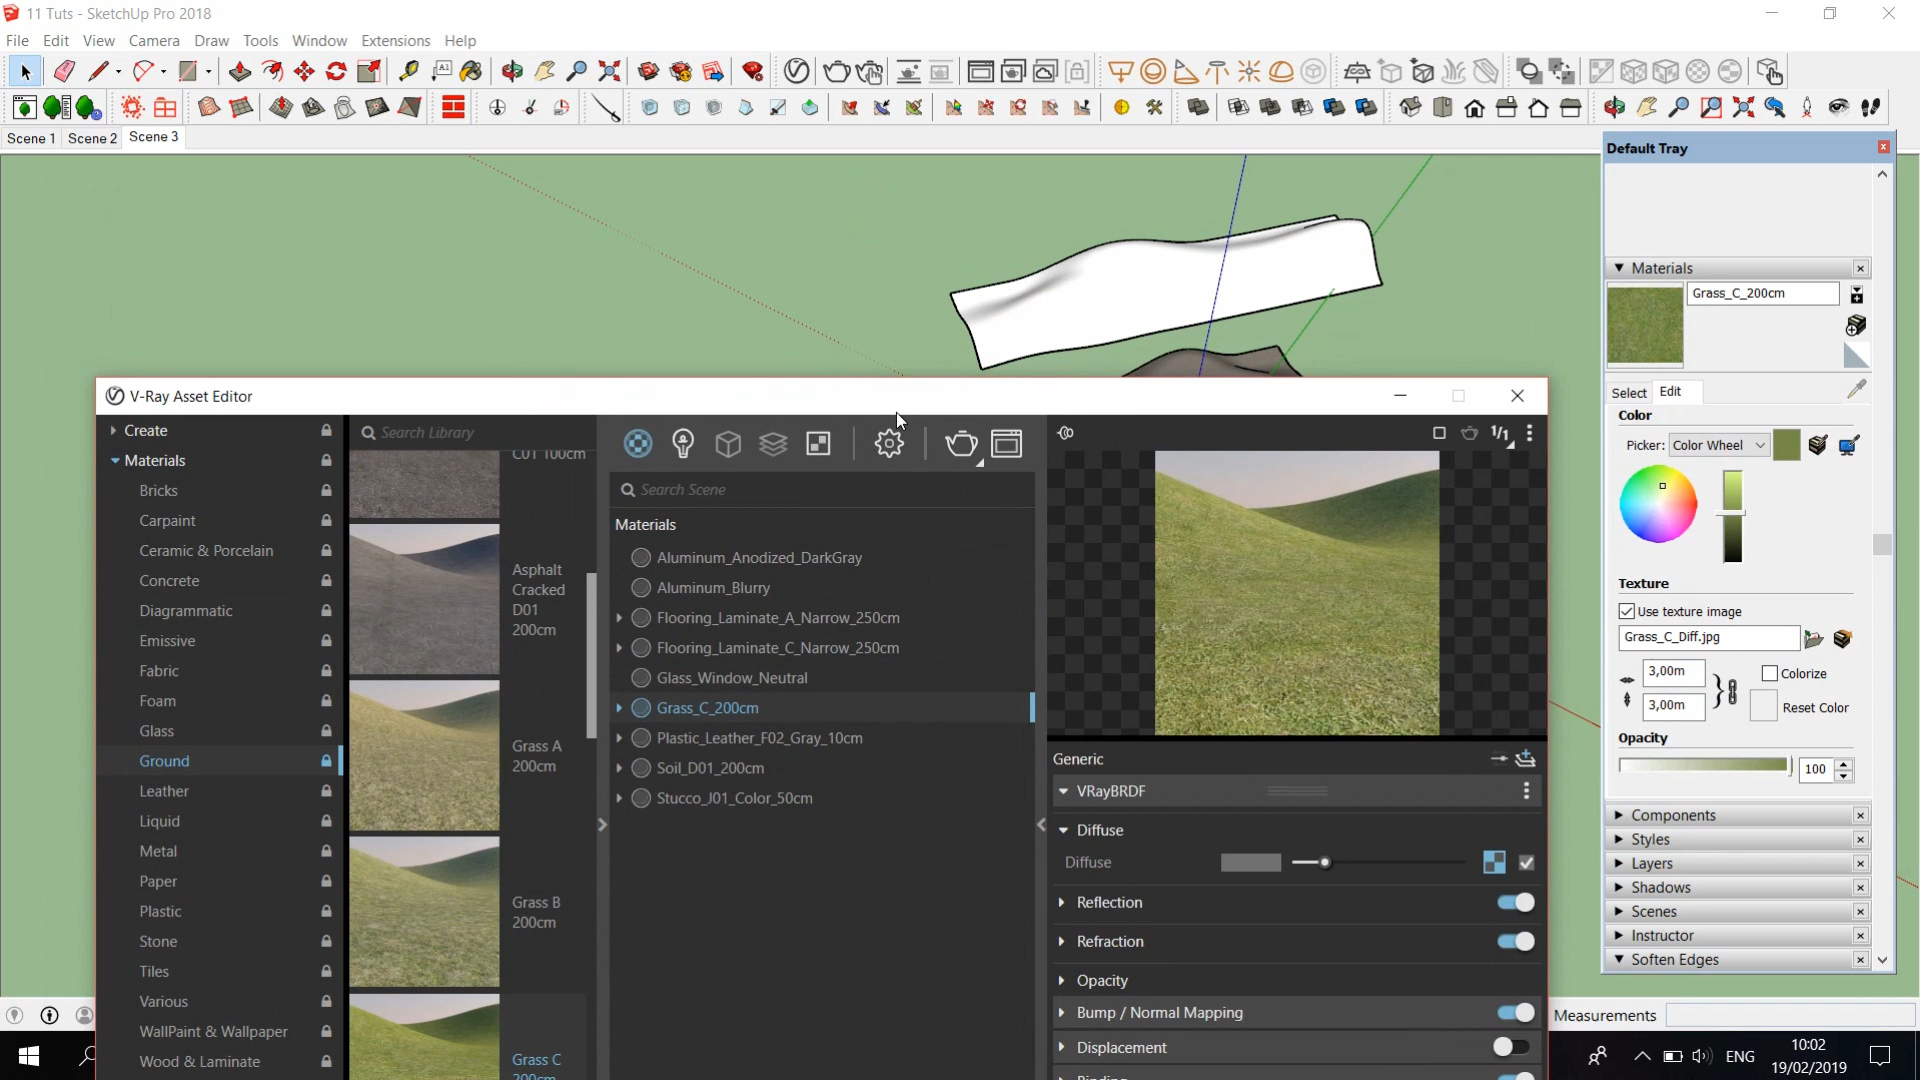 11 Tuts - SketchUp Pro 2018
File Edit View Camera Draw Tools Window Extensions Help
Scene 1 Scene 2 Scene 3
Default Tray
Materials
Grass_C_200cm
Select Edit
Color
Picker: Color Wheel
Texture
Use texture image
Grass_C_Diff.jpg
3,00m
Colorize
3,00m
Reset Color
Opacity
100
Components
Styles
Layers
Shadows
Scenes
Instructor
Soften Edges
V-Ray Asset Editor
Create
Materials
Bricks
Carpaint
Ceramic & Porcelain
Concrete
Diagrammatic
Emissive
Fabric
Foam
Glass
Ground
Leather
Liquid
Metal
Paper
Plastic
Stone
Tiles
Various
WallPaint & Wallpaper
Wood & Laminate
Search Library
C01 100cm
Asphalt
Cracked
D01
200cm
Grass A
200cm
Grass B
200cm
Grass C
200cm
Search Scene
Materials
Aluminum_Anodized_DarkGray
Aluminum_Blurry
Flooring_Laminate_A_Narrow_250cm
Flooring_Laminate_C_Narrow_250cm
Glass_Window_Neutral
Grass_C_200cm
Plastic_Leather_F02_Gray_10cm
Soil_D01_200cm
Stucco_J01_Color_50cm
1/1
Generic
VRayBRDF
Diffuse
Diffuse
Reflection
Refraction
Opacity
Bump / Normal Mapping
Displacement
Binding
Measurements
ENG
10:02
19/02/2019